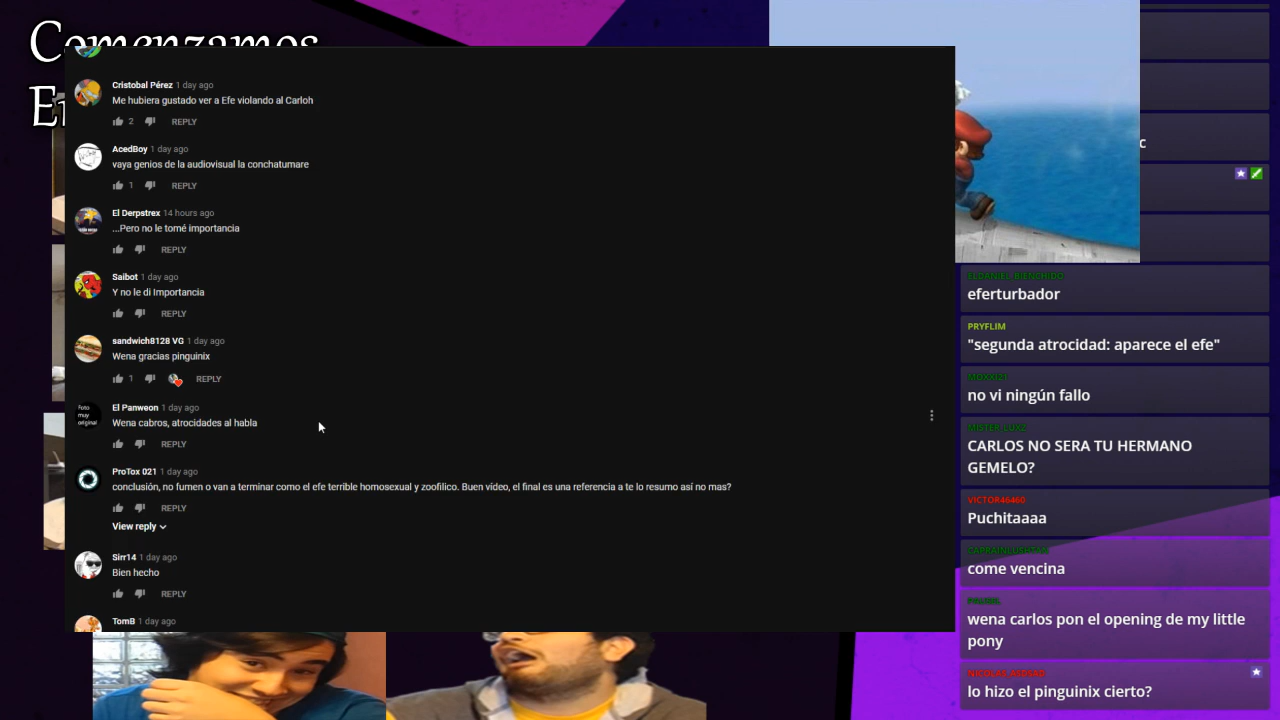 Comenzamos
En
Cristobal Pérez 1 day ago
Me hubiera gustado ver a Efe violando al Carloh
2 REPLY
AcedBoy 1 day ago
vaya genios de la audiovisual la conchatumare
1 REPLY
El Derpstrex 14 hours ago
...Pero no le tomé importancia
REPLY
Saibot 1 day ago
Y no le di Importancia
REPLY
sandwich8128 VG 1 day ago
Wena gracias pinguinix
1 REPLY
Foto
muy
original
El Panweon 1 day ago
Wena cabros, atrocidades al habla
REPLY
ProTox 021 1 day ago
conclusión, no fumen o van a terminar como el efe terrible homosexual y zoofilico. Buen vídeo, el final es una referencia a te lo resumo así no mas?
REPLY
View reply
Sirr14 1 day ago
Bien hecho
REPLY
TomB 1 day ago
c
ELDANIEL_BIENCHIDO
eferturbador
PRYFLIM
"segunda atrocidad: aparece el efe"
no vi ningún fallo
CARLOS NO SERA TU HERMANO
GEMELO?
VICTOR46460
Puchitaaaa
come vencina
wena carlos pon el opening de my little
pony
lo hizo el pinguinix cierto?